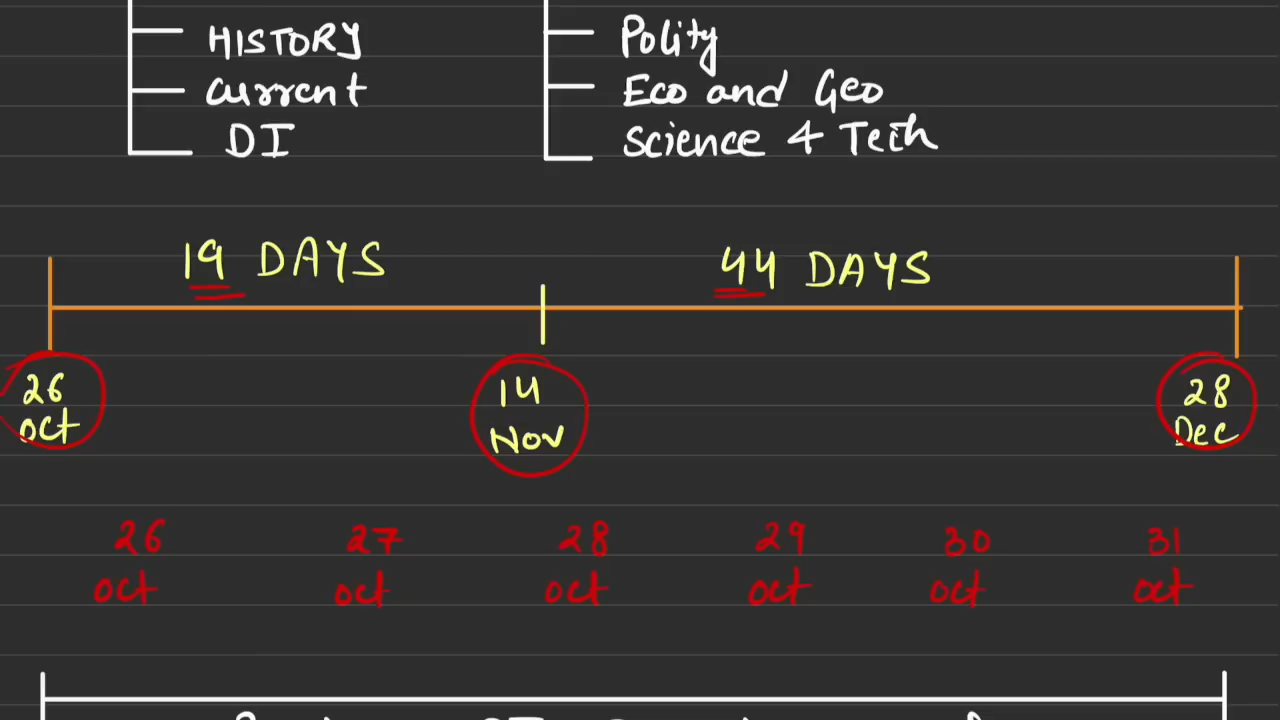 HISTORY
Current
DI
Polity
Eco and Geo
Science & Tech
19 DAYS
44 DAYS
26
Oct
14
Nov
28
Dec
26
Oct
27
Oct
28
Oct
29
Oct
30
Oct
31
Oct